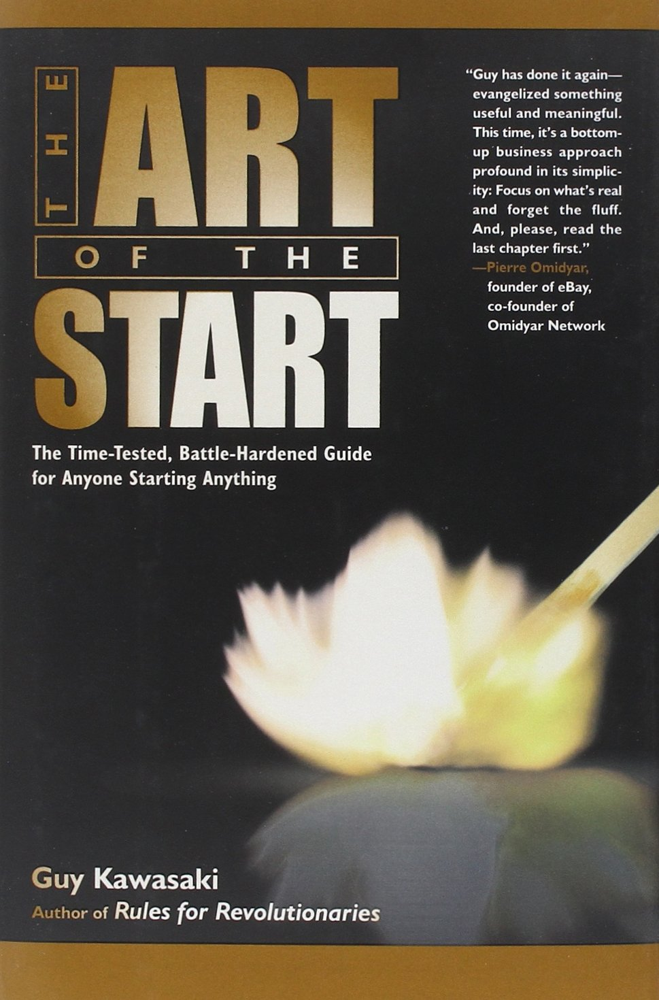 THE
ART
OF THE
START
The Time-Tested, Battle-Hardened Guide
for Anyone Starting Anything
“Guy has done it again—
evangelized something
useful and meaningful.
This time, it’s a bottom-
up business approach
profound in its simplic-
ity: Focus on what’s real
and forget the fluff.
And, please, read the
last chapter first.”
—Pierre Omidyar,
founder of eBay,
co-founder of
Omidyar Network
Guy Kawasaki
Author of Rules for Revolutionaries